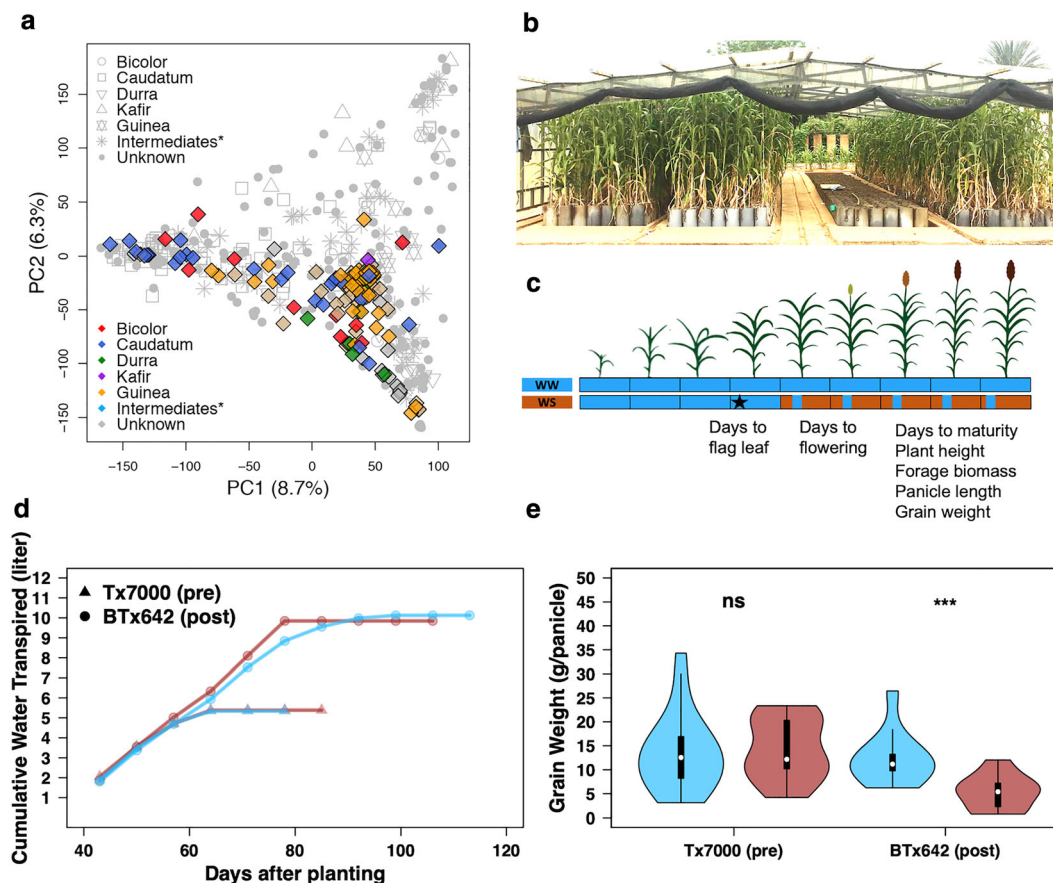 a
Bicolor
Caudatum
Durra
Kafir
Guinea
Intermediates*
Unknown
Bicolor
Caudatum
Durra
Kafir
Guinea
Intermediates*
Unknown
PC2 (6.3%)
150
100
50
0
−50
−100
−150
−150
−100
−50
0
50
100
PC1 (8.7%)
b
c
WW
WS
Days to
flag leaf
Days to
flowering
Days to maturity
Plant height
Forage biomass
Panicle length
Grain weight
d
Tx7000 (pre)
BTx642 (post)
Cumulative Water Transpired (liter)
12
11
10
9
8
7
6
5
4
3
2
1
40
60
80
100
120
Days after planting
e
ns
***
Grain Weight (g/panicle)
50
45
40
35
30
25
20
15
10
5
0
Tx7000 (pre)
BTx642 (post)